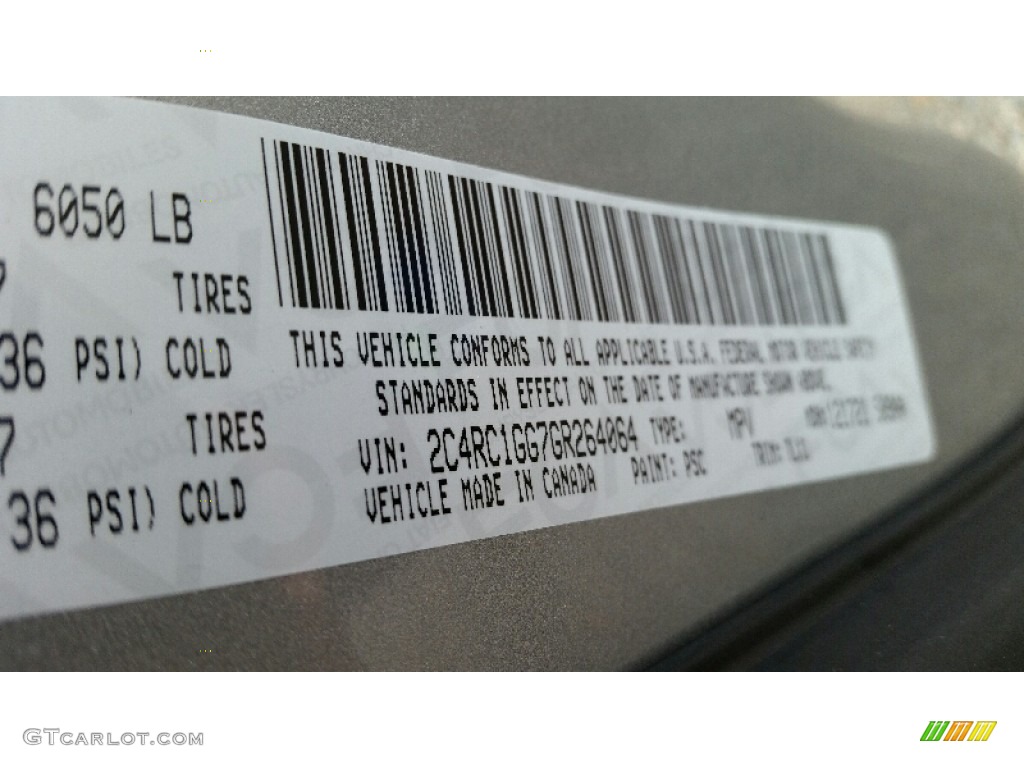 6050 LB
TIRES
36 PSI) COLD
7 TIRES
36 PSI) COLD
THIS VEHICLE CONFORMS TO ALL APPLICABLE U.S.A. FEDERAL MOTOR VEHICLE SAFETY
STANDARDS IN EFFECT ON THE DATE OF MANUFACTURE SHOWN ABOVE.
VIN: 2C4RC1GG7GR264064 TYPE: MPV
VEHICLE MADE IN CANADA PAINT: PSC
GTCARLOT.COM